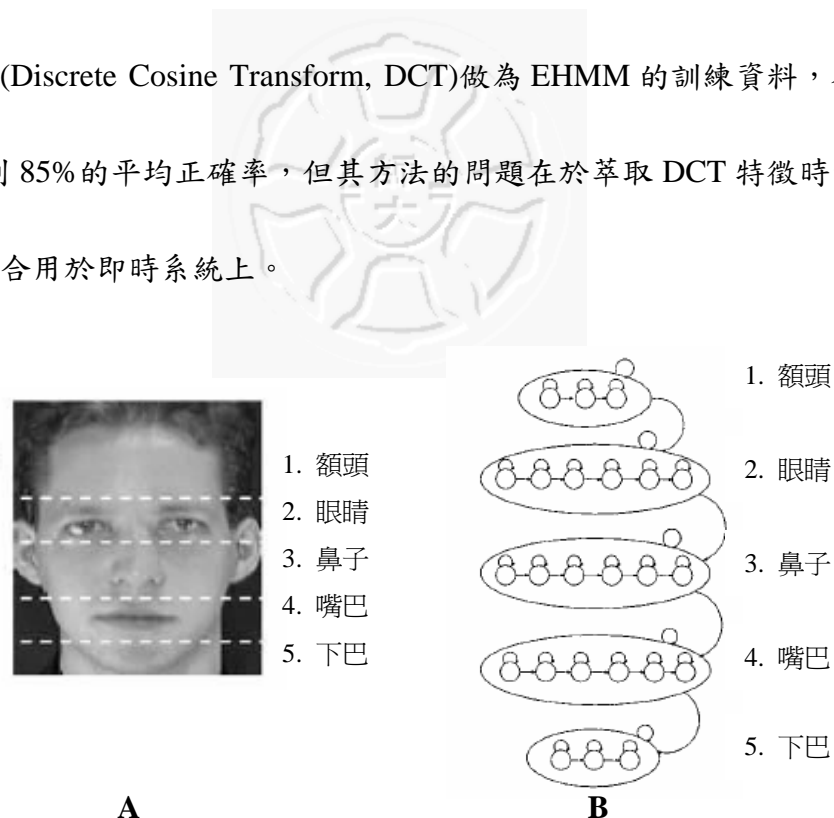 (Discrete Cosine Transform, DCT)做為 EHMM 的訓練資料，
85%的平均正確率，但其方法的問題在於萃取 DCT 特徵時
合用於即時系統上。
1. 額頭
2. 眼睛
3. 鼻子
4. 嘴巴
5. 下巴
A
1. 額頭
2. 眼睛
3. 鼻子
4. 嘴巴
5. 下巴
B